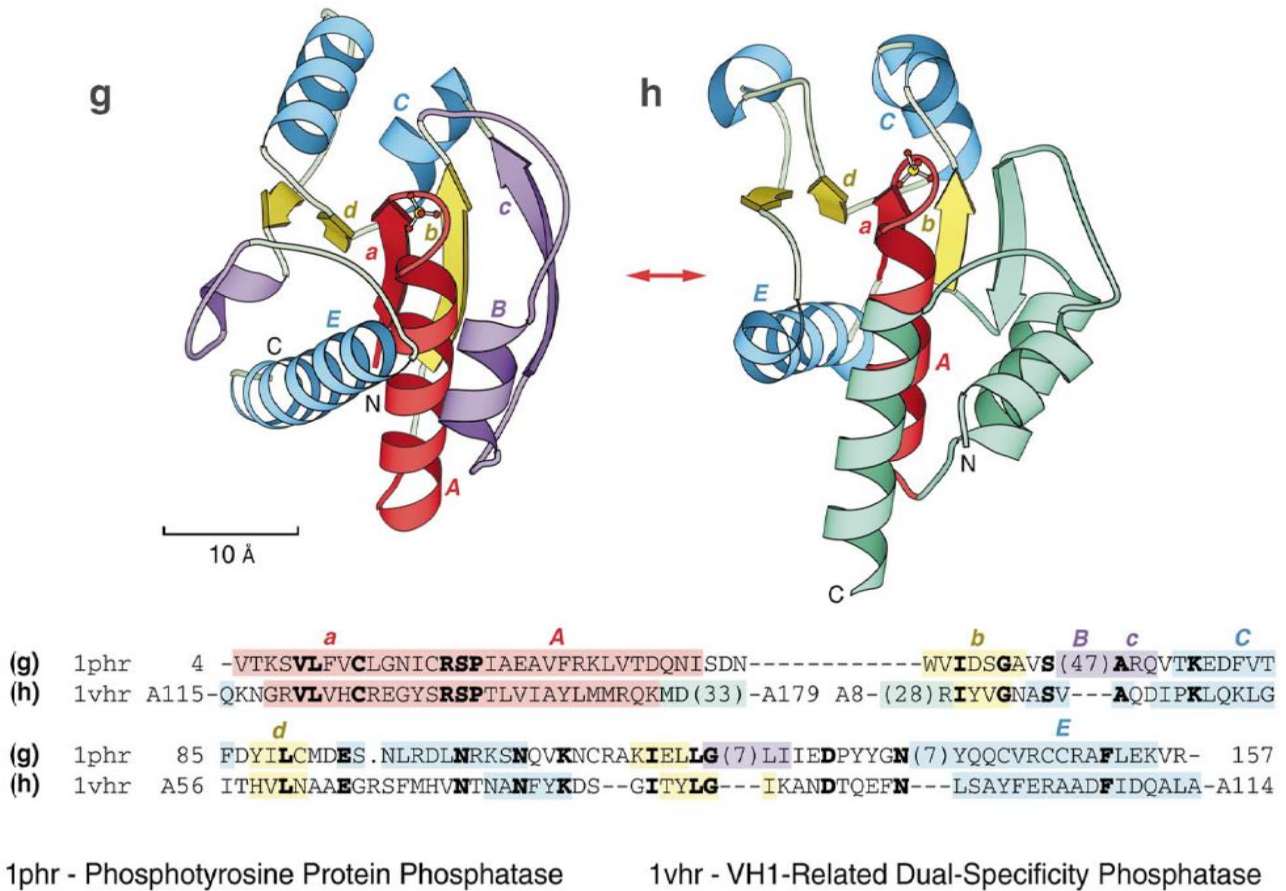 g
h
C
c
d
a
b
B
E
C
N
A
10 Å
C
d
a
b
E
A
N
C
a A b B c C
(g) 1phr 4 -VTKSVLFVCLGNICRSPIAEAVFRKLVTDQNISDN-----------WVIDSGAVS(47)ARQVTKEDFVT
(h) 1vhr A115-QKNGRVLVHCREGYSRSPTLVIAYLMMRQKMD(33)-A179 A8-(28)RIYVGNASV---AQDIPKLQKLG
d E
(g) 1phr 85 FDYILCMDES.NLRDLNRKSNQVKNCRAKIELLG(7)LIIEDPYYGN(7)YQQCVRCCRAFLEKVR- 157
(h) 1vhr A56 ITHVLNAAEGRSFMHVNTNANFYKDS--GITYLG---IKANDTQEFN---LSAYFERAADFIDQALA-A114
1phr - Phosphotyrosine Protein Phosphatase
1vhr - VH1-Related Dual-Specificity Phosphatase